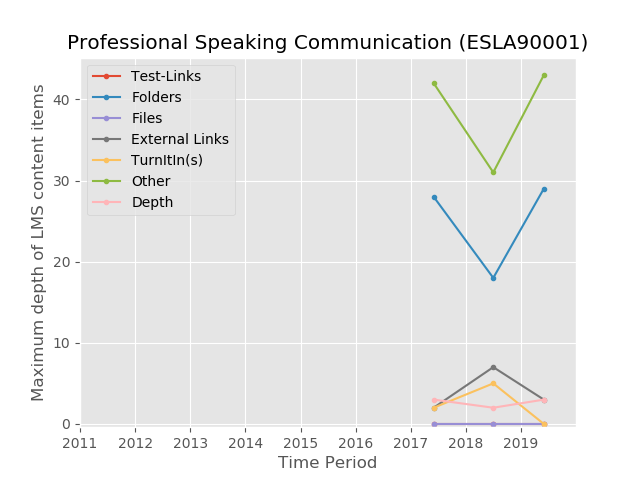 Professional Speaking Communication (ESLA90001)
Test-Links
Folders
Files
External Links
TurnItIn(s)
Other
Depth
Maximum depth of LMS content items
40
30
20
10
0
2011 2012 2013 2014 2015 2016 2017 2018 2019
Time Period